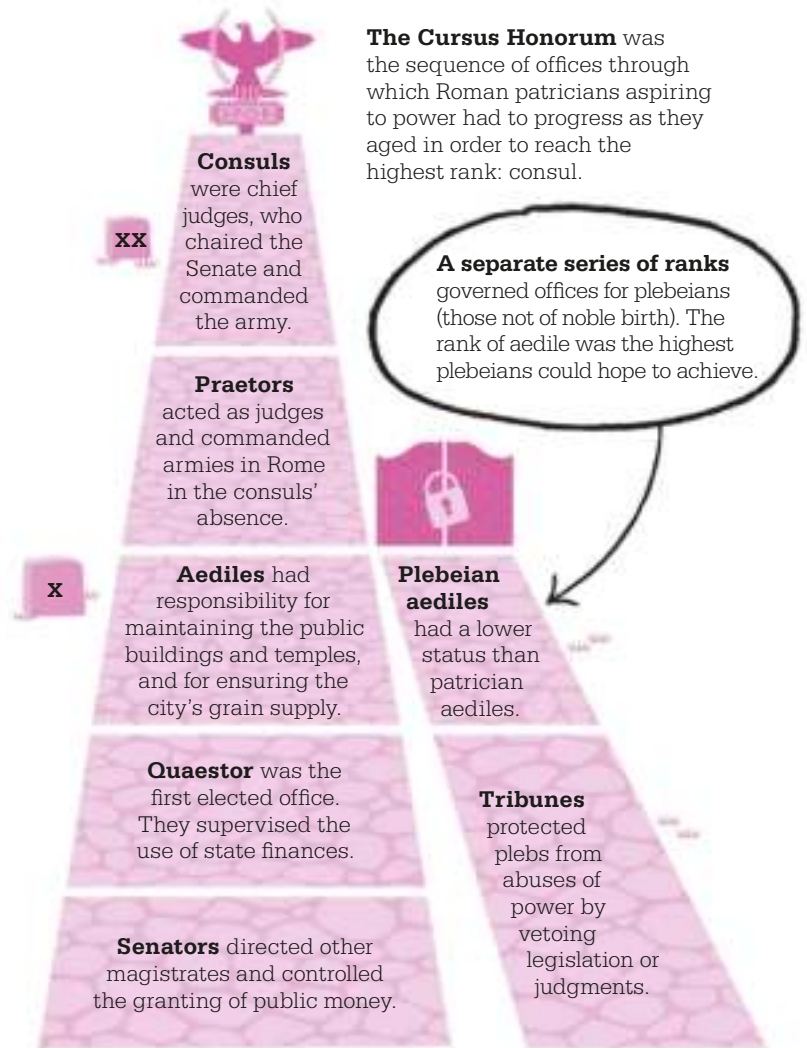 The Cursus Honorum was
the sequence of offices through
which Roman patricians aspiring
to power had to progress as they
aged in order to reach the
highest rank: consul.
Consuls
were chief
judges, who
chaired the
Senate and
commanded
the army.
XX
A separate series of ranks
governed offices for plebeians
(those not of noble birth). The
rank of aedile was the highest
plebeians could hope to achieve.
Praetors
acted as judges
and commanded
armies in Rome
in the consuls’
absence.
X
Aediles had
responsibility for
maintaining the public
buildings and temples,
and for ensuring the
city’s grain supply.
Plebeian
aediles
had a lower
status than
patrician
aediles.
Quaestor was the
first elected office.
They supervised the
use of state finances.
Tribunes
protected
plebs from
abuses of
power by
vetoing
legislation or
judgments.
Senators directed other
magistrates and controlled
the granting of public money.